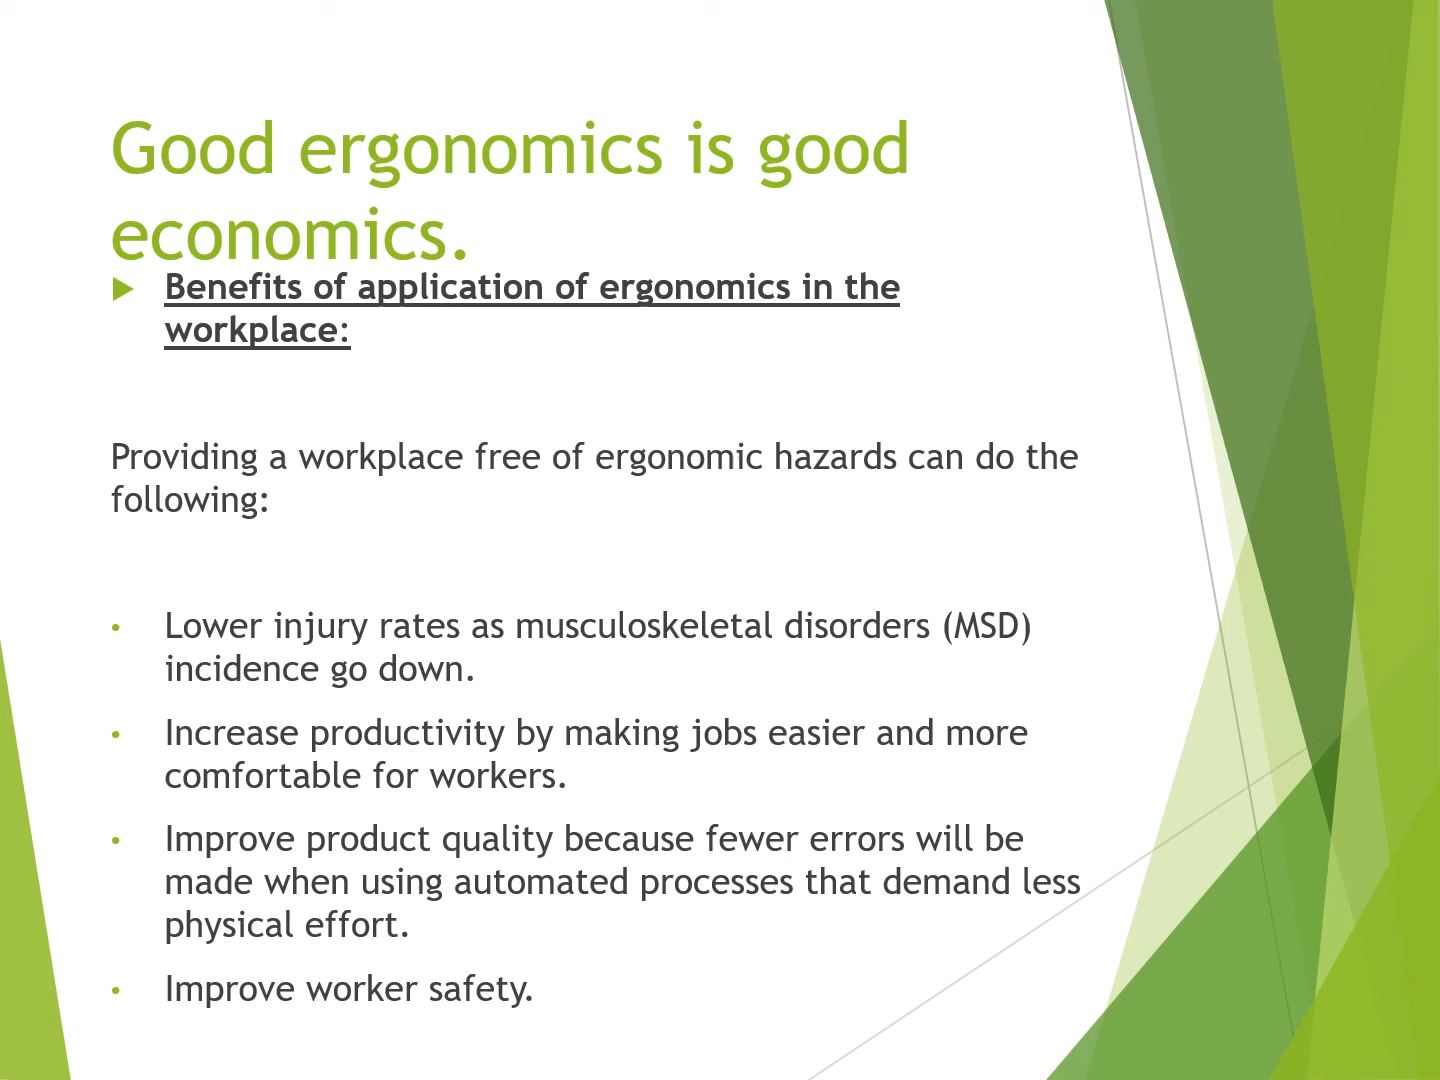 Good ergonomics is good
economics.
Benefits of application of ergonomics in the
workplace:
Providing a workplace free of ergonomic hazards can do the
following:
• Lower injury rates as musculoskeletal disorders (MSD)
incidence go down.
• Increase productivity by making jobs easier and more
comfortable for workers.
• Improve product quality because fewer errors will be
made when using automated processes that demand less
physical effort.
• Improve worker safety.